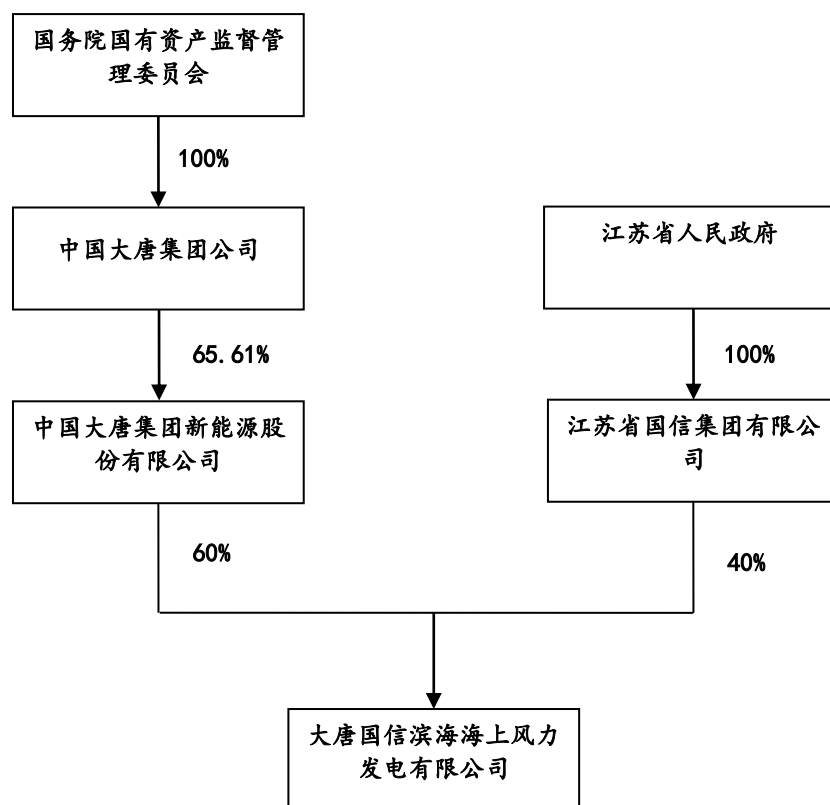 国务院国有资产监督管
理委员会
100%
中国大唐集团公司
江苏省人民政府
65.61%
100%
中国大唐集团新能源股
份有限公司
江苏省国信集团有限公
司
60%
40%
大唐国信滨海海上风力
发电有限公司